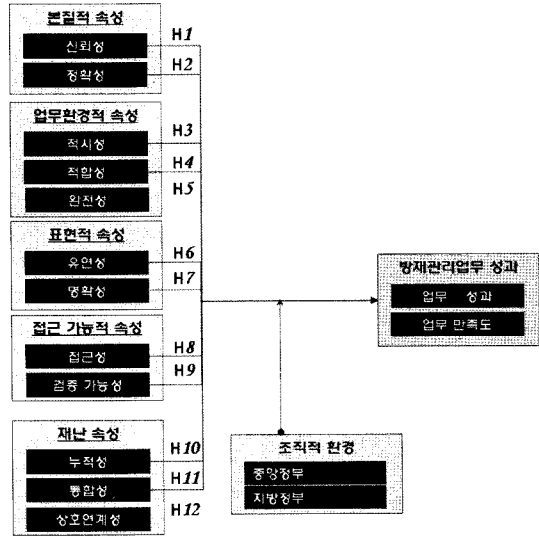 본질적 속성
신뢰성 H1
정확성 H2
업무환경적 속성
적시성 H3
적합성 H4
완전성 H5
표현적 속성
유연성 H6
명확성 H7
접근 가능적 속성
접근성 H8
검증 가능성 H9
재난 속성
누적성 H10
통합성 H11
상호연계성 H12
방재관리업무 성과
업무 성과
업무 만족도
조직적 환경
중앙정부
지방정부